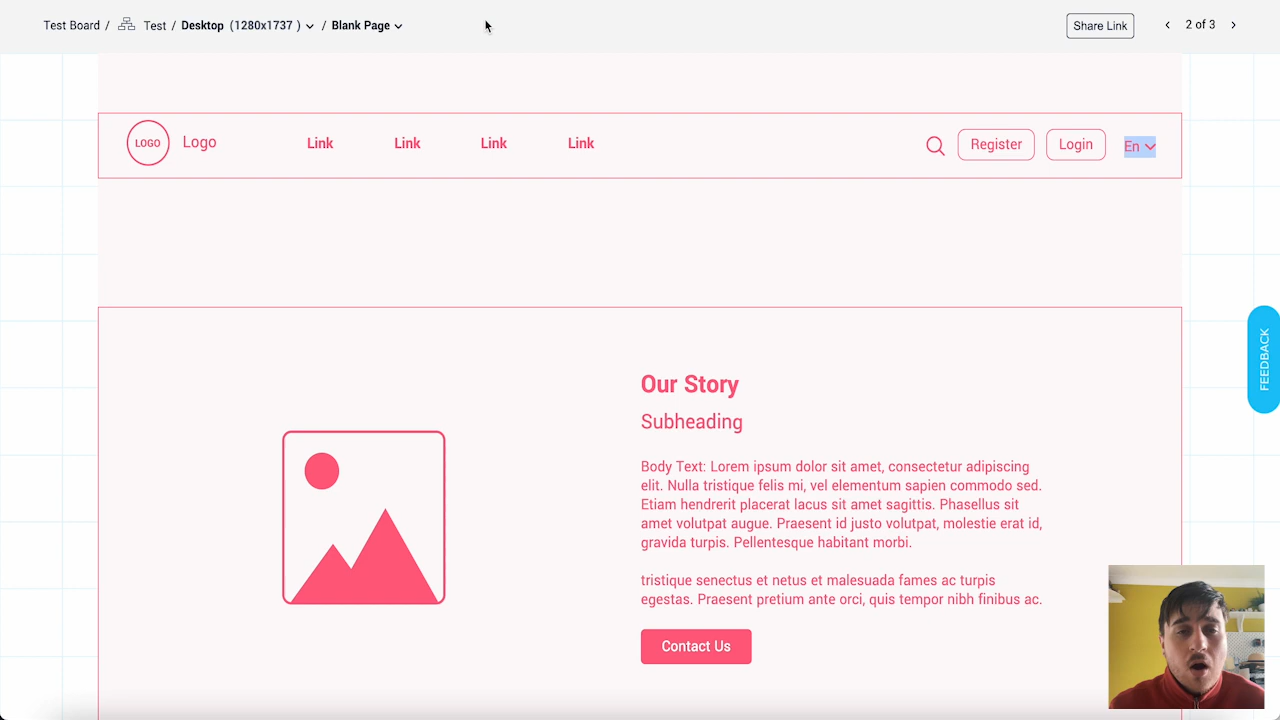 Test Board / Test / Desktop (1280x1737 ) / Blank Page
Share Link
2 of 3
LOGO Logo Link Link Link Link Register Login En
FEEDBACK
Our Story
Subheading
Body Text: Lorem ipsum dolor sit amet, consectetur adipiscing
elit. Nulla tristique felis mi, vel elementum sapien commodo sed.
Etiam hendrerit placerat lacus sit amet sagittis. Phasellus sit
amet volutpat augue. Praesent id justo volutpat, molestie erat id,
gravida turpis. Pellentesque habitant morbi.
tristique senectus et netus et malesuada fames ac turpis
egestas. Praesent pretium ante orci, quis tempor nibh finibus ac.
Contact Us